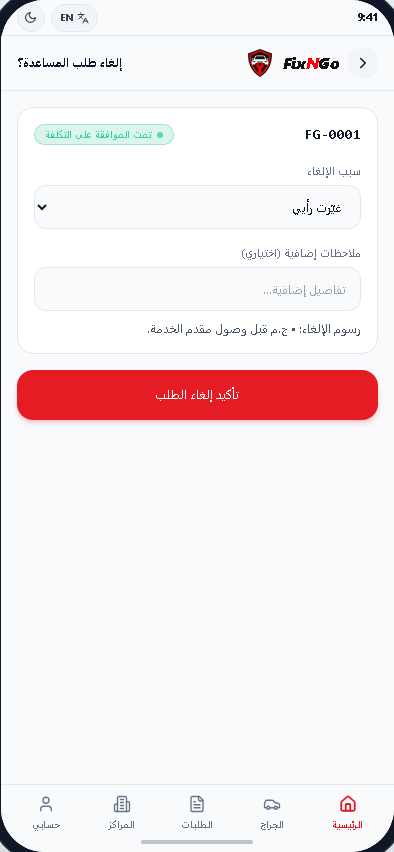 9:41
EN
FixNGo
إلغاء طلب المساعدة؟
FG-0001
تمت الموافقة على التكلفة
سبب الإلغاء
غيّرت رأيي
ملاحظات إضافية (اختياري)
تفاصيل إضافية...
رسوم الإلغاء: • ج.م قبل وصول مقدم الخدمة.
تأكيد إلغاء الطلب
الرئيسية
الجراج
الطلبات
المراكز
حسابي